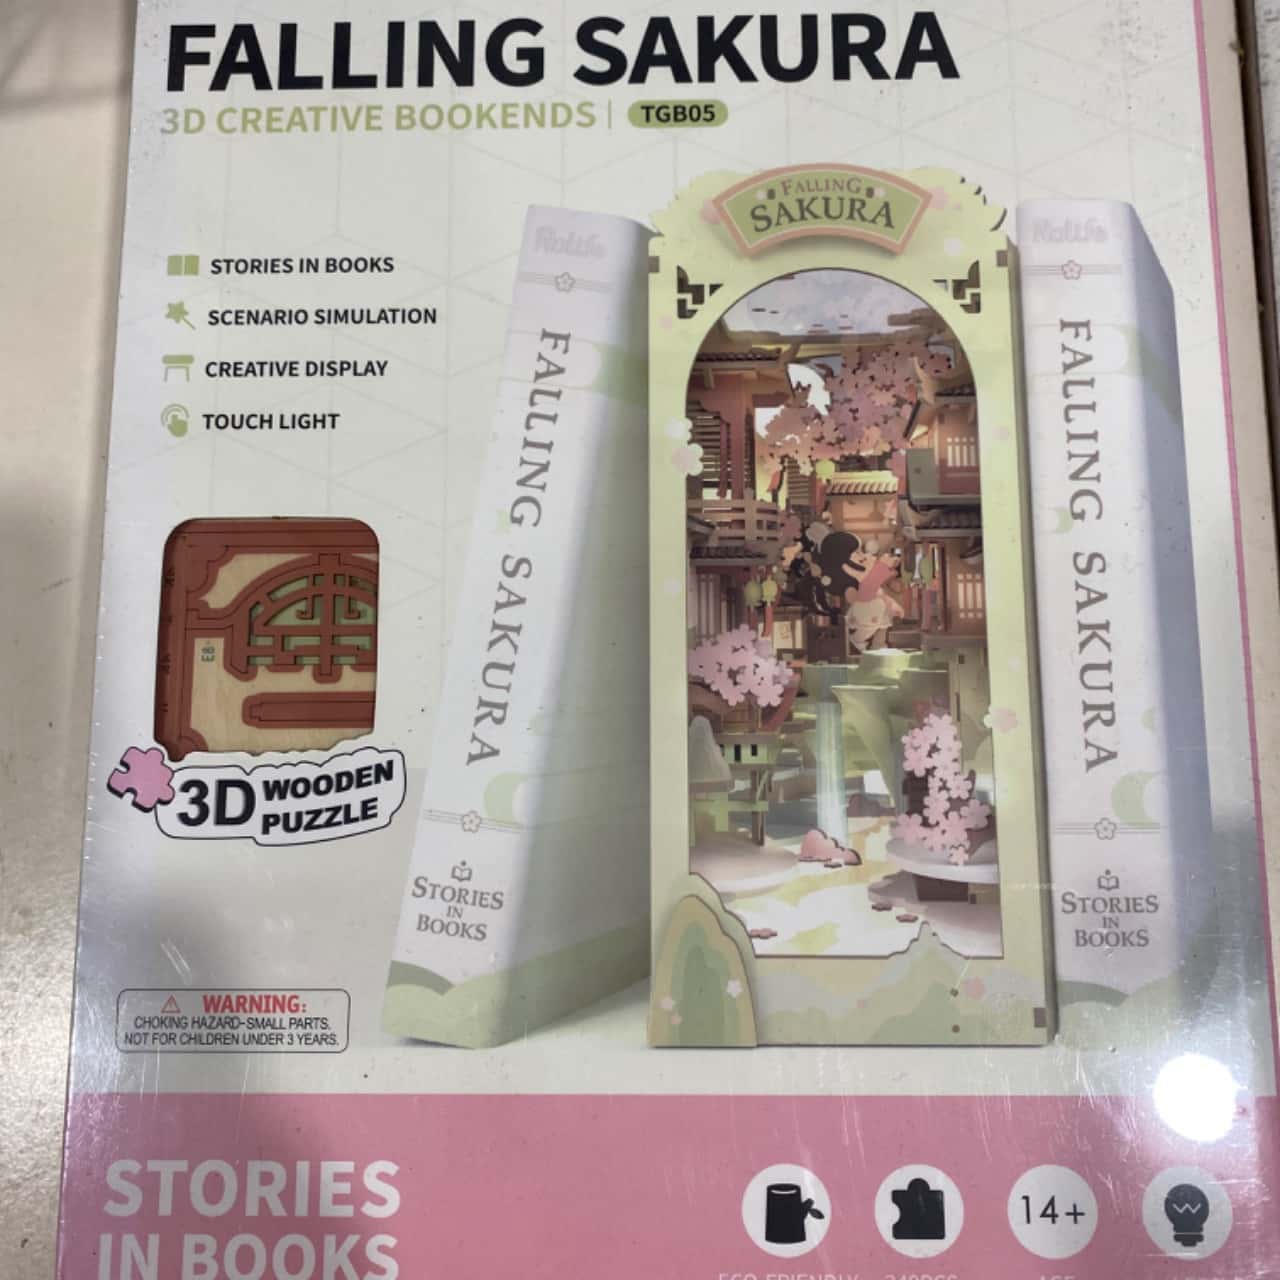 FALLING SAKURA
3D CREATIVE BOOKENDS | TGB05
STORIES IN BOOKS
SCENARIO SIMULATION
CREATIVE DISPLAY
TOUCH LIGHT
3D WOODEN
PUZZLE
WARNING:
CHOKING HAZARD-SMALL PARTS.
NOT FOR CHILDREN UNDER 3 YEARS.
Rolife
FALLING SAKURA
STORIES
IN
BOOKS
FALLING
SAKURA
Rolife
FALLING SAKURA
STORIES
IN
BOOKS
STORIES
IN BOOKS
14+